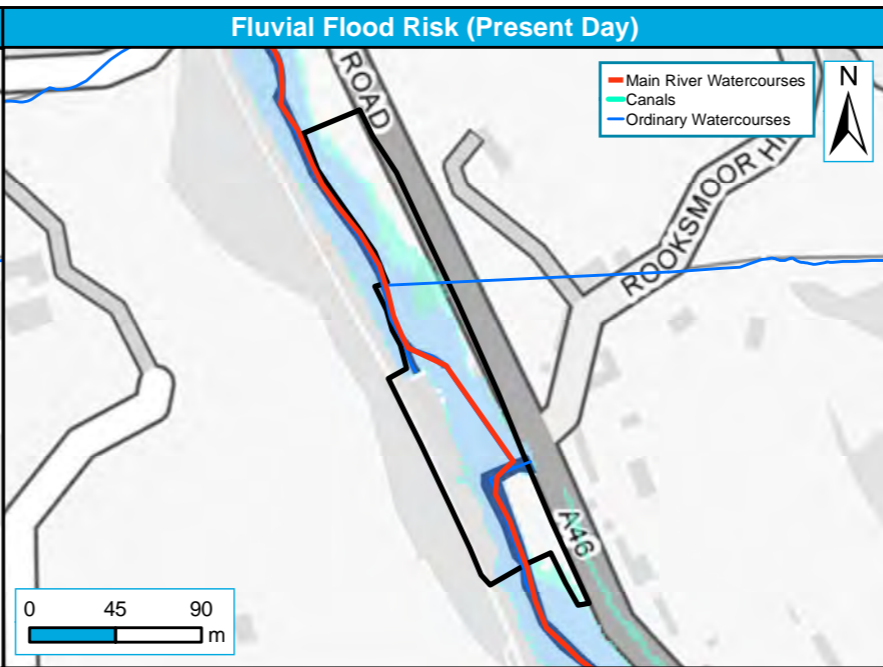 Fluvial Flood Risk (Present Day)
ROAD
Main River Watercourses
Canals
Ordinary Watercourses
N
ROOKSMOOR HI
A46
0 45 90
m